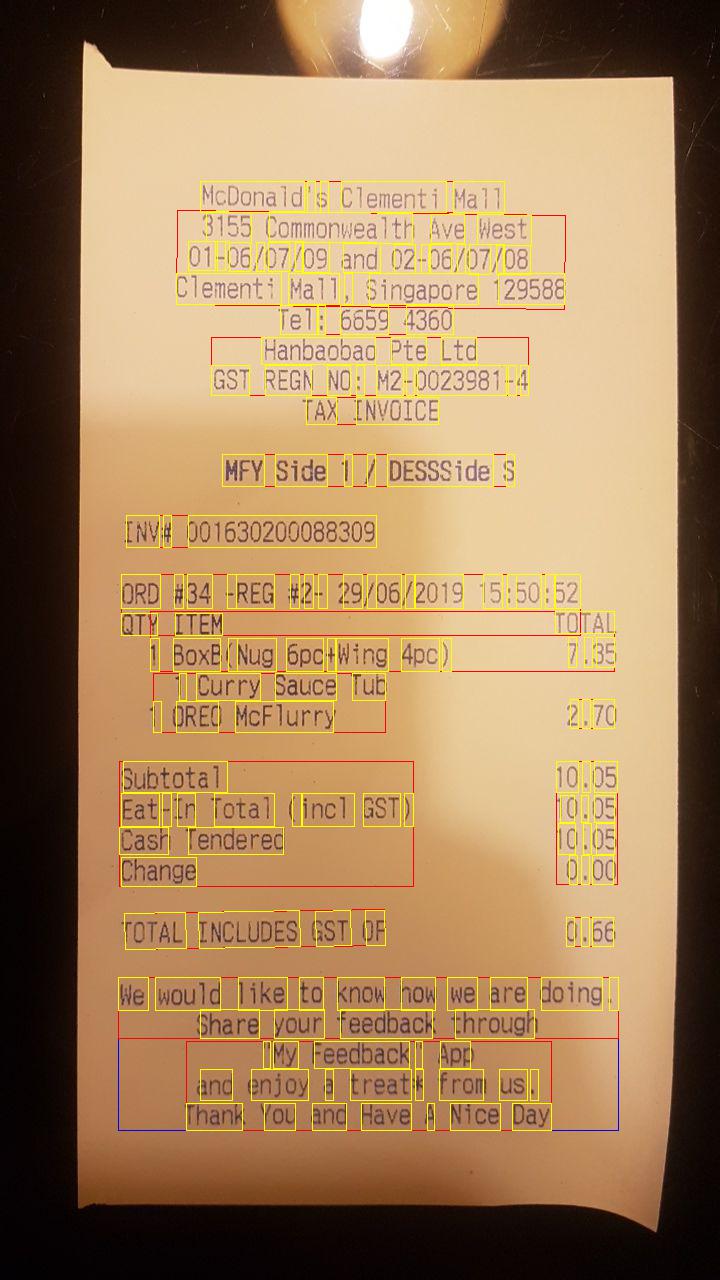 McDonald's Clementi Mall
3155 Commonwealth Ave West
01-06/07/09 and 02-06/07/08
Clementi Mall, Singapore 129588
Tel: 6659 4360
Hanbaobao Pte Ltd
GST REGN NO: M2-0023981-4
TAX INVOICE
MFY Side 1 / DESSSide S
INV# 001630200088309
ORD #34 -REG #2- 29/06/2019 15:50:52
QTY ITEM TOTAL
1 BoxB(Nug 6pc+Wing 4pc) 7.35
1 Curry Sauce Tub
1 OREO McFlurry 2.70
Subtotal 10.05
Eat-In Total (incl GST) 10.05
Cash Tendered 10.05
Change 0.00
TOTAL INCLUDES GST OF 0.66
We would like to know how we are doing.
Share your feedback through
"My Feedback" App
and enjoy a treat* from us.
Thank You and Have A Nice Day